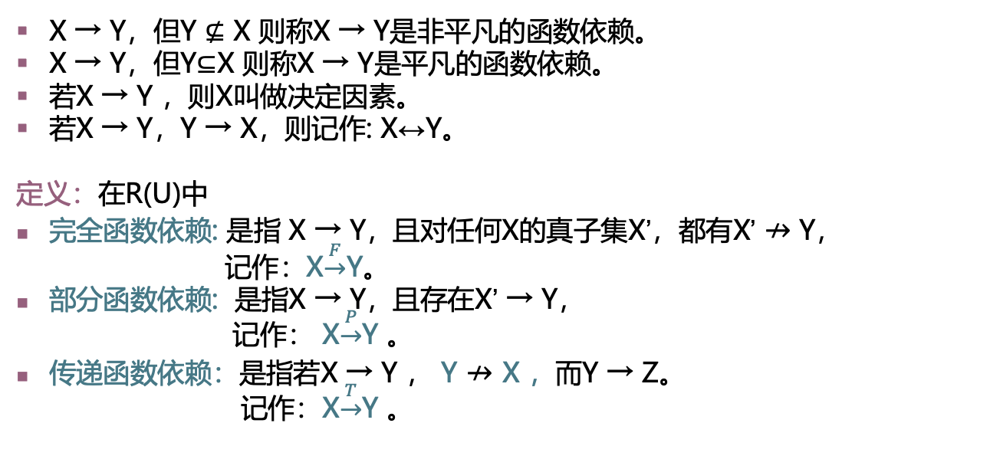 ▪ X → Y，但Y ⊈ X 则称X → Y是非平凡的函数依赖。
▪ X → Y，但Y⊆X 则称X → Y是平凡的函数依赖。
▪ 若X → Y ，则X叫做决定因素。
▪ 若X → Y，Y → X，则记作: X↔Y。
定义：在R(U)中
▪ 完全函数依赖: 是指 X → Y，且对任何X的真子集X’，都有X’ ↛ Y，
记作：X \overset{F}{→} Y。
▪ 部分函数依赖: 是指X → Y，且存在X’ → Y，
记作： X \overset{P}{→} Y 。
▪ 传递函数依赖：是指若X → Y ， Y ↛ X ，而Y → Z。
记作：X \overset{T}{→} Y 。